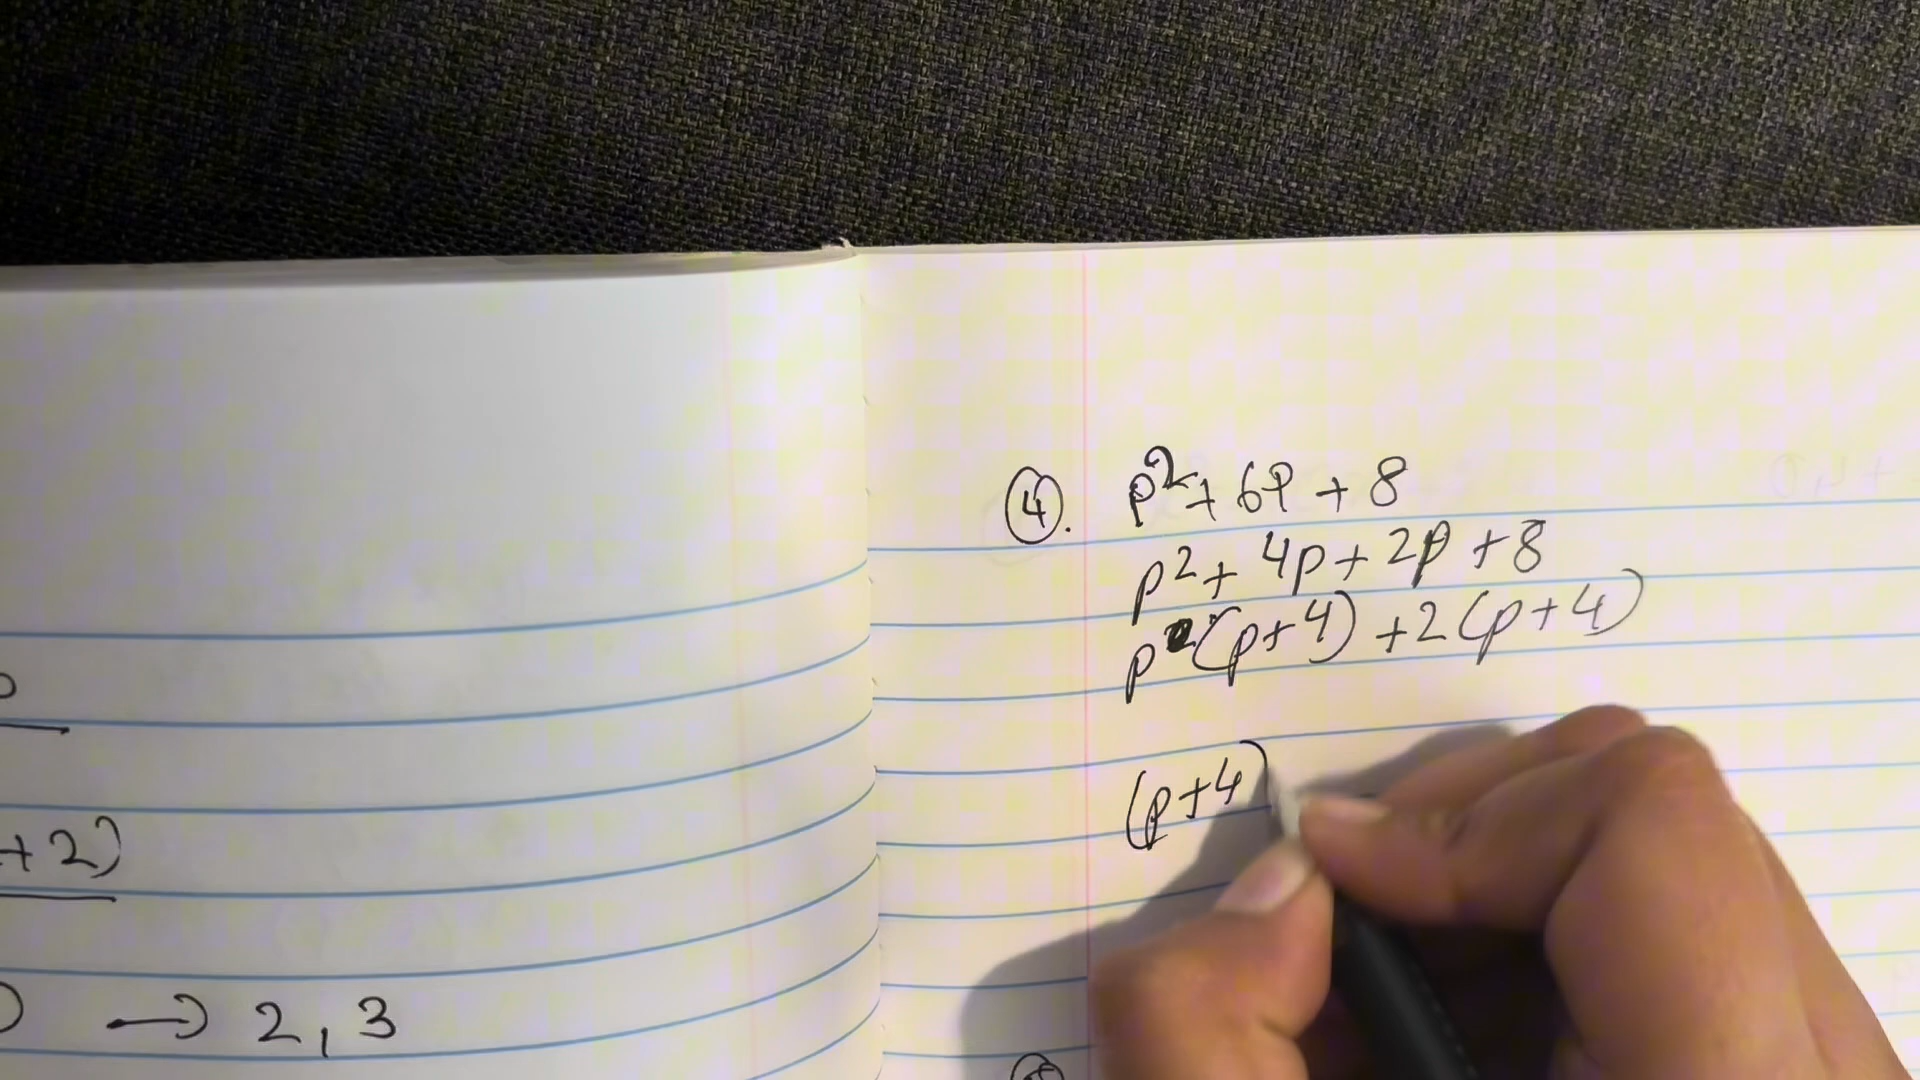 +2)
→ 2, 3
④. p² + 6p + 8
p² + 4p + 2p + 8
p (p+4) + 2 (p+4)
(p+4)